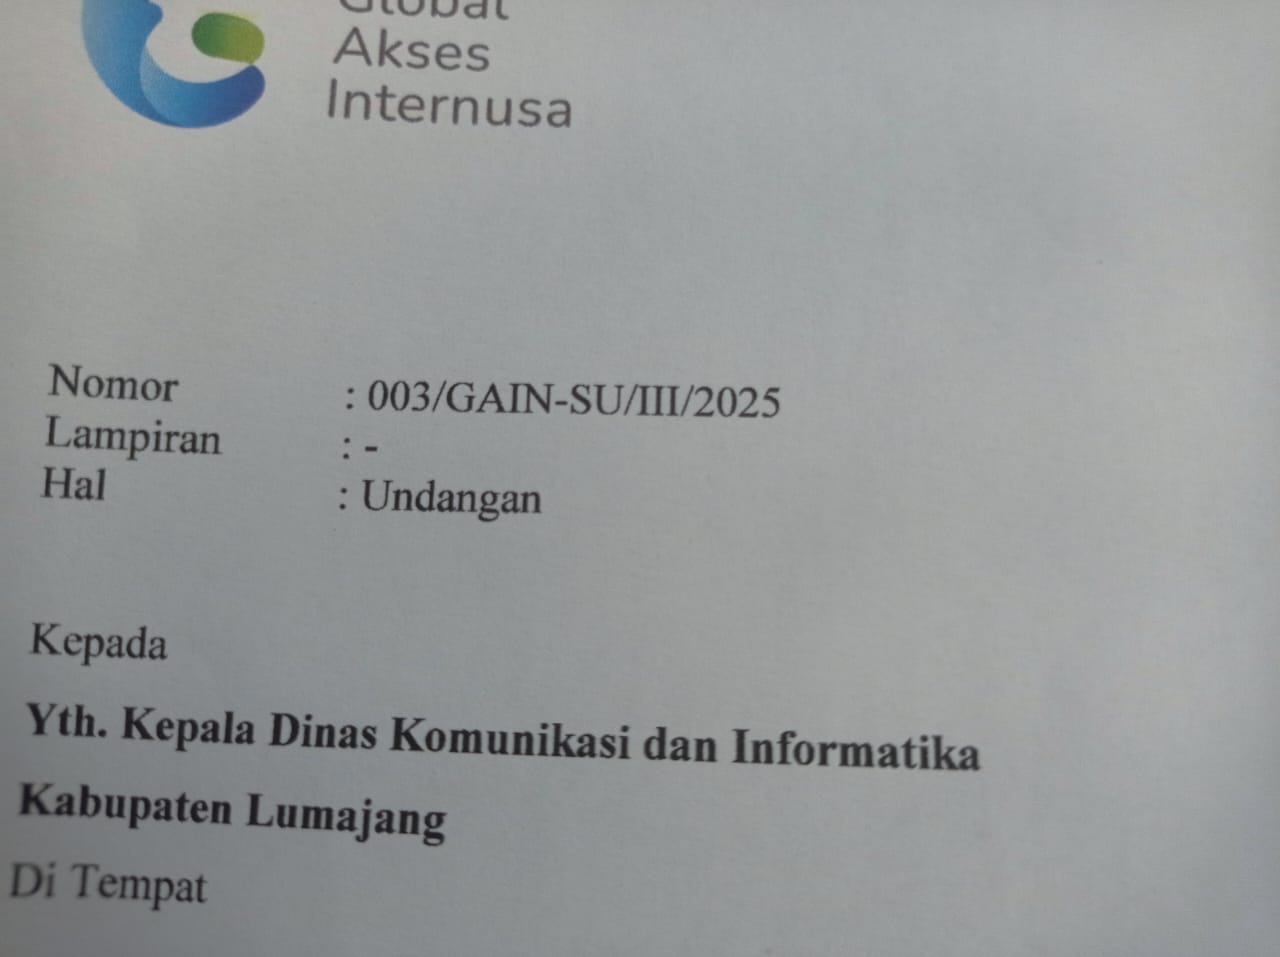 Global
Akses
Internusa
Nomor : 003/GAIN-SU/III/2025
Lampiran : -
Hal : Undangan
Kepada
Yth. Kepala Dinas Komunikasi dan Informatika
Kabupaten Lumajang
Di Tempat